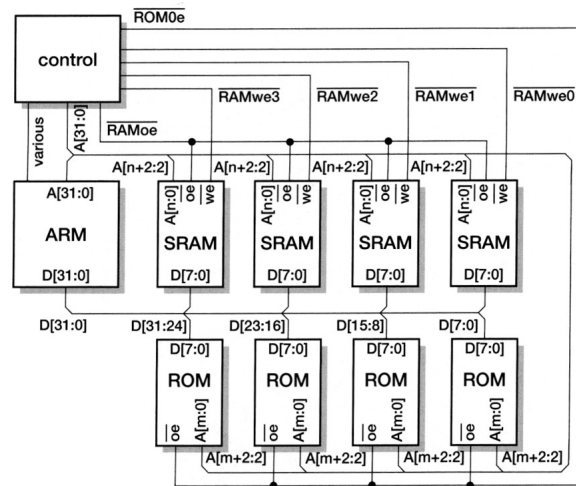 ROM0e
control
RAMwe3 RAMwe2 RAMwe1 RAMwe0
various
A[31:0]
RAMoe
A[n+2:2] A[n+2:2] A[n+2:2] A[n+2:2]
A[31:0]
ARM
D[31:0]
A[n:0] oe we
SRAM
D[7:0]
A[n:0] oe we
SRAM
D[7:0]
A[n:0] oe we
SRAM
D[7:0]
A[n:0] oe we
SRAM
D[7:0]
D[31:0] D[31:24] D[23:16] D[15:8] D[7:0]
D[7:0]
ROM
oe A[m:0]
D[7:0]
ROM
oe A[m:0]
D[7:0]
ROM
oe A[m:0]
D[7:0]
ROM
oe A[m:0]
A[m+2:2] A[m+2:2] A[m+2:2] A[m+2:2]